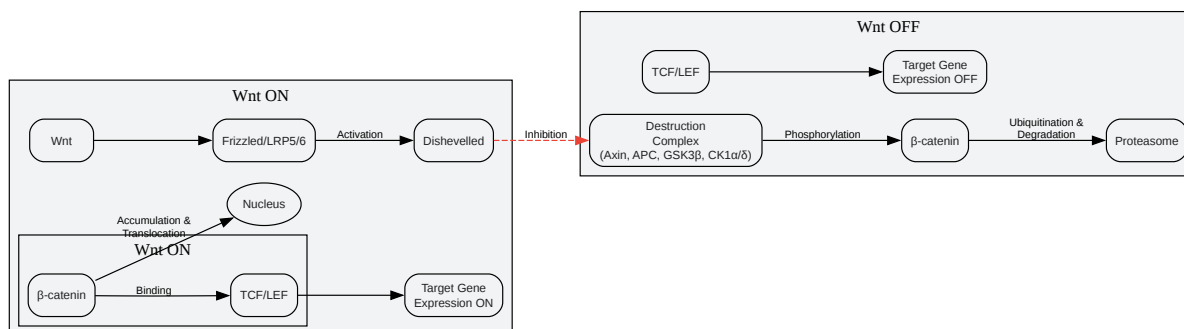 Wnt OFF
TCF/LEF
Target Gene
Expression OFF
Destruction
Complex
(Axin, APC, GSK3β, CK1α/δ)
Phosphorylation
β-catenin
Ubiquitination &
Degradation
Proteasome
Wnt ON
Wnt
Frizzled/LRP5/6
Activation
Dishevelled
Inhibition
Nucleus
Accumulation &
Translocation
Wnt ON
β-catenin
Binding
TCF/LEF
Target Gene
Expression ON